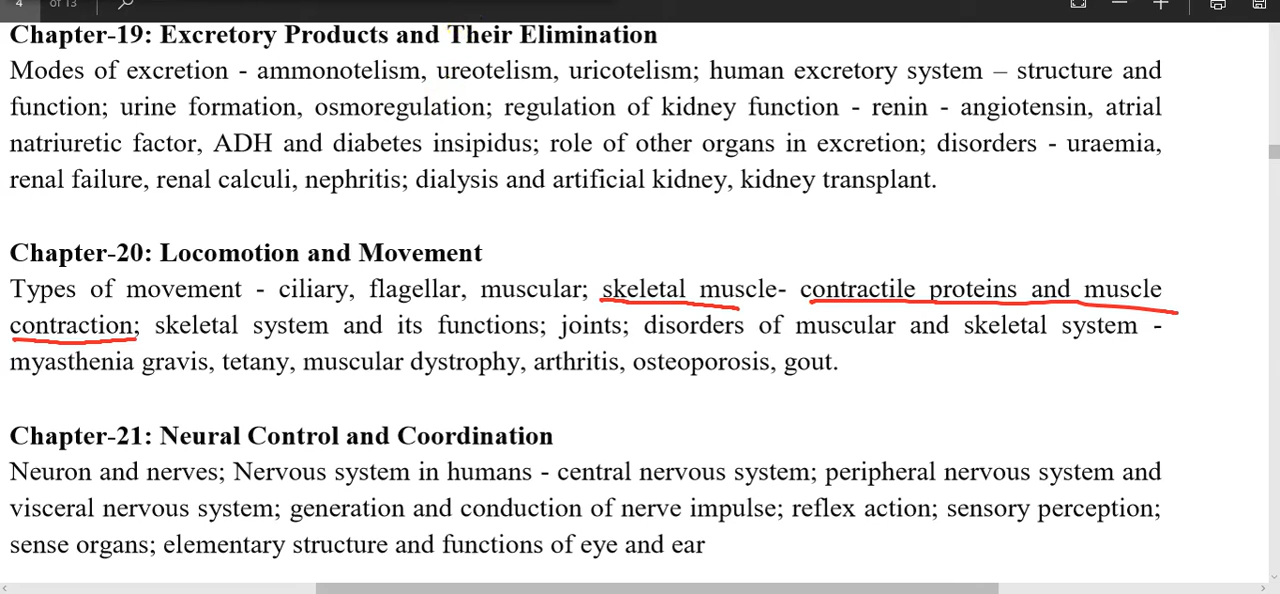 4 of 13
Chapter-19: Excretory Products and Their Elimination
Modes of excretion - ammonotelism, ureotelism, uricotelism; human excretory system – structure and
function; urine formation, osmoregulation; regulation of kidney function - renin - angiotensin, atrial
natriuretic factor, ADH and diabetes insipidus; role of other organs in excretion; disorders - uraemia,
renal failure, renal calculi, nephritis; dialysis and artificial kidney, kidney transplant.
Chapter-20: Locomotion and Movement
Types of movement - ciliary, flagellar, muscular; skeletal muscle- contractile proteins and muscle
contraction; skeletal system and its functions; joints; disorders of muscular and skeletal system -
myasthenia gravis, tetany, muscular dystrophy, arthritis, osteoporosis, gout.
Chapter-21: Neural Control and Coordination
Neuron and nerves; Nervous system in humans - central nervous system; peripheral nervous system and
visceral nervous system; generation and conduction of nerve impulse; reflex action; sensory perception;
sense organs; elementary structure and functions of eye and ear